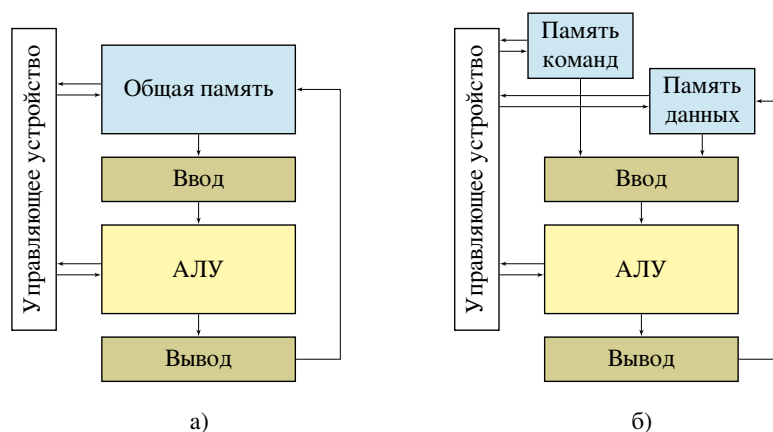 Управляющее устройство
Общая память
Ввод
АЛУ
Вывод
а)
Управляющее устройство
Память
команд
Память
данных
Ввод
АЛУ
Вывод
б)